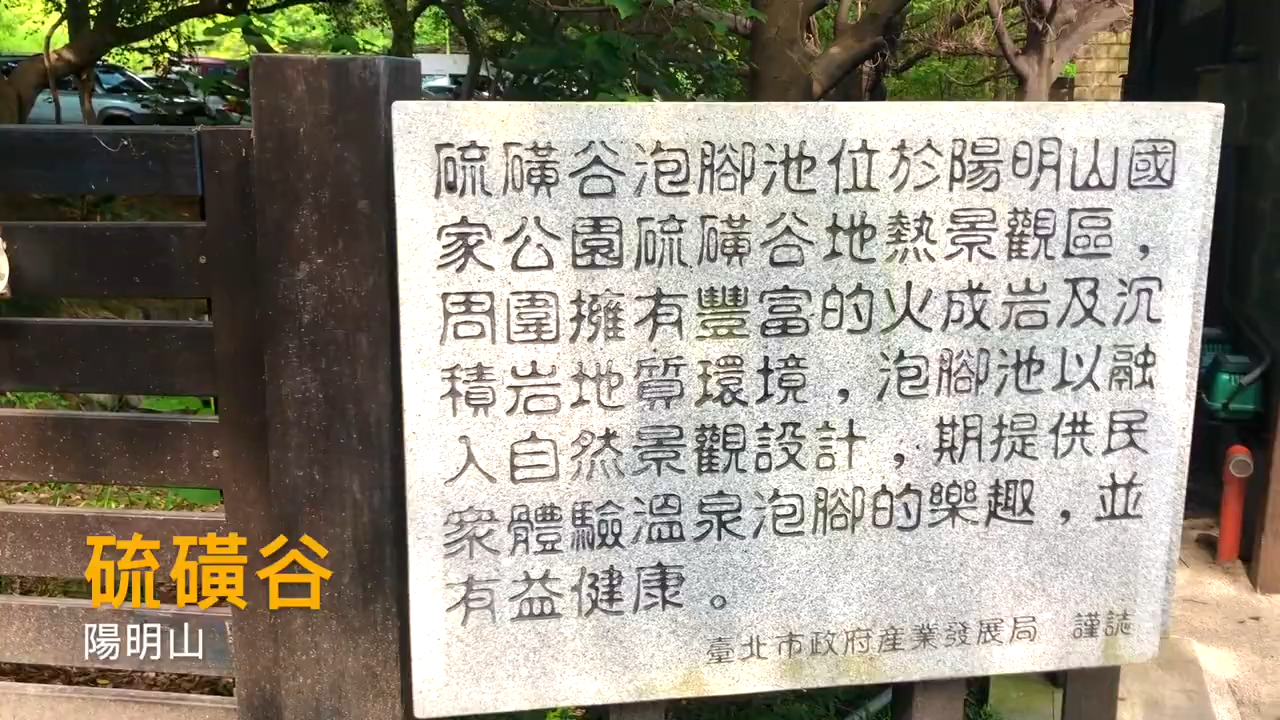 硫磺谷泡腳池位於陽明山國
家公園硫磺谷地熱景觀區，
周圍擁有豐富的火成岩及沉
積岩地質環境，泡腳池以融
入自然景觀設計，期提供民
眾體驗溫泉泡腳的樂趣，並
有益健康。
臺北市政府產業發展局　謹誌
硫磺谷
陽明山